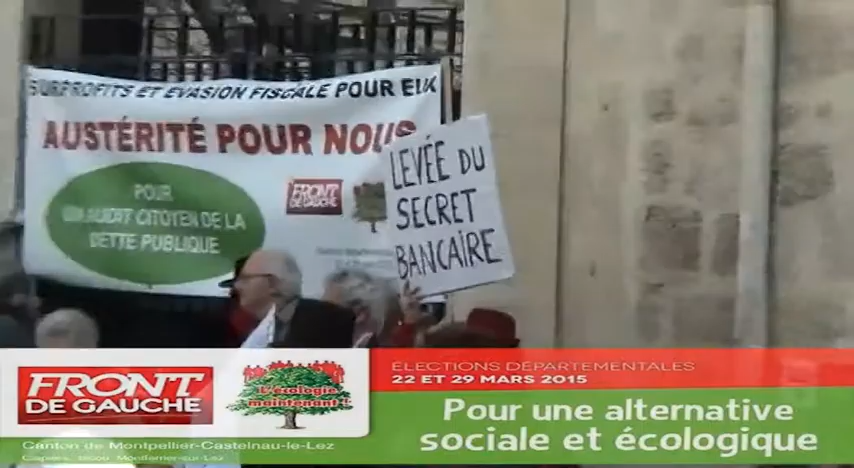 SURPROFITS ET EVASION FISCALE POUR EUX
AUSTÉRITÉ POUR NOUS
POUR
UN AUDIT CITOYEN DE LA
DETTE PUBLIQUE
FRONT
DE GAUCHE
LEVÉE DU
SECRET
BANCAIRE
FRONT
DE GAUCHE
L'écologie
maintenant !
Canton de Montpellier-Castelnau-le-Lez
ÉLECTIONS DÉPARTEMENTALES
22 ET 29 MARS 2015
Pour une alternative
sociale et écologique